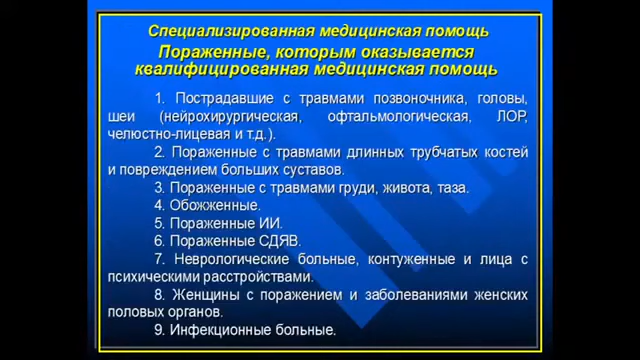 Специализированная медицинская помощь
Пораженные, которым оказывается
квалифицированная медицинская помощь
1. Пострадавшие с травмами позвоночника, головы,
шеи (нейрохирургическая, офтальмологическая, ЛОР,
челюстно-лицевая и т.д.).
2. Пораженные с травмами длинных трубчатых костей
и повреждением больших суставов.
3. Пораженные с травмами груди, живота, таза.
4. Обожженные.
5. Пораженные ИИ.
6. Пораженные СДЯВ.
7. Неврологические больные, контуженные и лица с
психическими расстройствами.
8. Женщины с поражением и заболеваниями женских
половых органов.
9. Инфекционные больные.